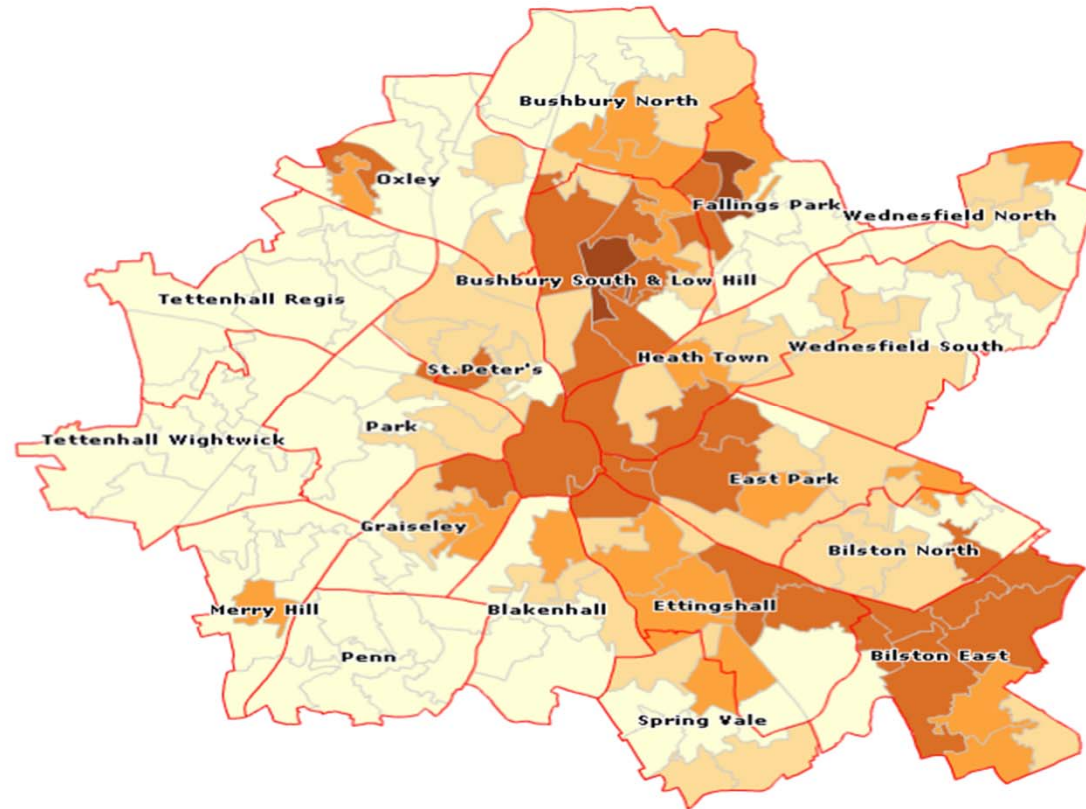 Bushbury North
Oxley
Fallings Park
Wednesfield North
Bushbury South & Low Hill
Tettenhall Regis
Wednesfield South
Heath Town
St.Peter's
Park
Tettenhall Wightwick
East Park
Graiseley
Bilston North
Merry Hill
Blakenhall
Ettingshall
Penn
Bilston East
Spring Vale